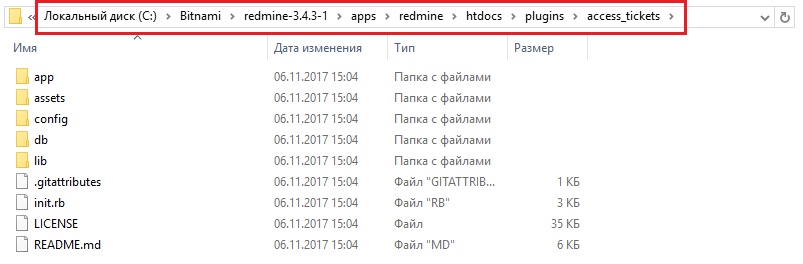 « Локальный диск (C:) > Bitnami > redmine-3.4.3-1 > apps > redmine > htdocs > plugins > access_tickets >
Имя Дата изменения Тип Размер
app 06.11.2017 15:04 Папка с файлами
assets 06.11.2017 15:04 Папка с файлами
config 06.11.2017 15:04 Папка с файлами
db 06.11.2017 15:04 Папка с файлами
lib 06.11.2017 15:04 Папка с файлами
.gitattributes 06.11.2017 15:04 Файл "GITATTRIB... 1 КБ
init.rb 06.11.2017 15:04 Файл "RB" 3 КБ
LICENSE 06.11.2017 15:04 Файл 35 КБ
README.md 06.11.2017 15:04 Файл "MD" 6 КБ